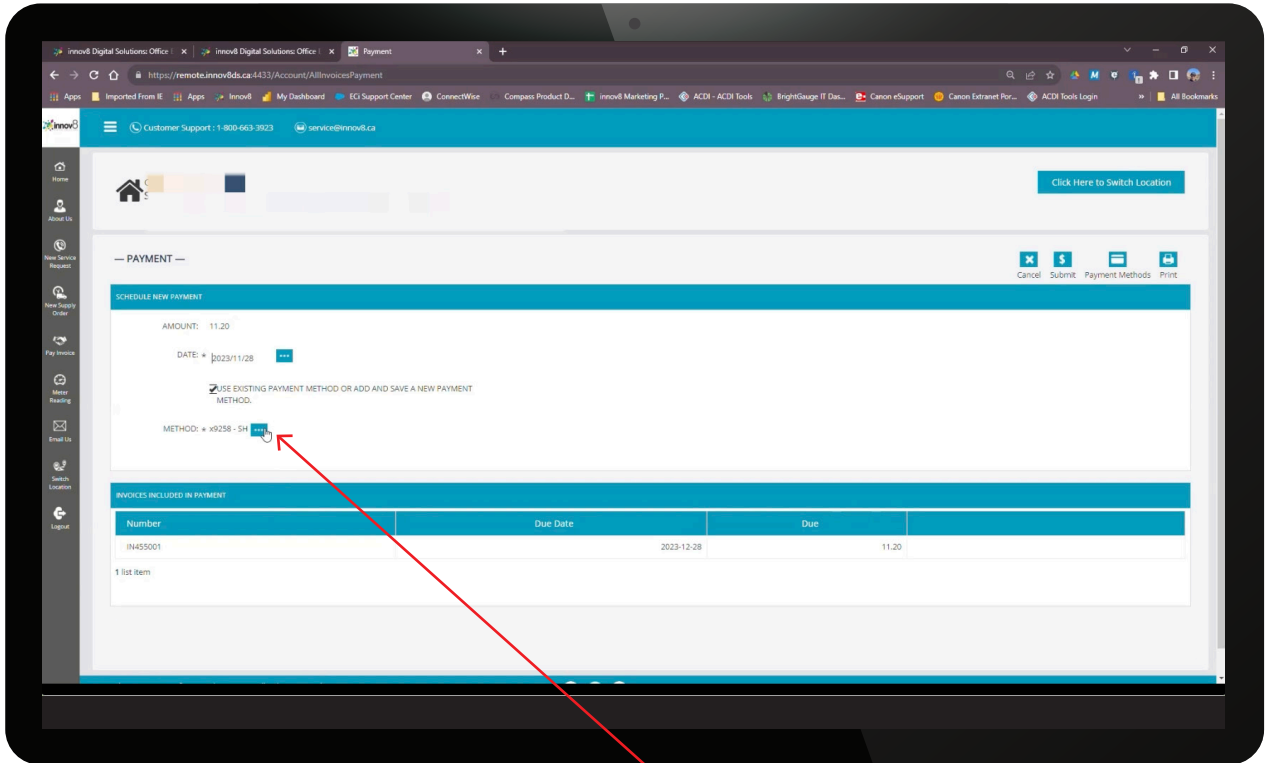 innov8 Digital Solutions: Office innov8 Digital Solutions: Office Payment
https://remote.innov8ds.ca:4433/Account/AllInvoicesPayment
Apps Imported From IE Apps Innov8 My Dashboard ECi Support Center ConnectWise Compass Product D... innov8 Marketing P... ACDI - ACDI Tools BrightGauge IT Das... Canon eSupport Canon Extranet Por... ACDI Tools Login » All Bookmarks
innov8 Customer Support : 1-800-663-3923 service@innov8.ca
Home
About Us
New Service
Request
New Supply
Order
Pay Invoice
Meter
Reading
Email Us
Switch
Location
Logout
Click Here to Switch Location
— PAYMENT —
Cancel Submit Payment Methods Print
SCHEDULE NEW PAYMENT
AMOUNT: 11.20
DATE: * 2023/11/28 ...
USE EXISTING PAYMENT METHOD OR ADD AND SAVE A NEW PAYMENT
METHOD.
METHOD: * x9258 - SH ...
INVOICES INCLUDED IN PAYMENT
Number Due Date Due
IN455001 2023-12-28 11.20
1 list item